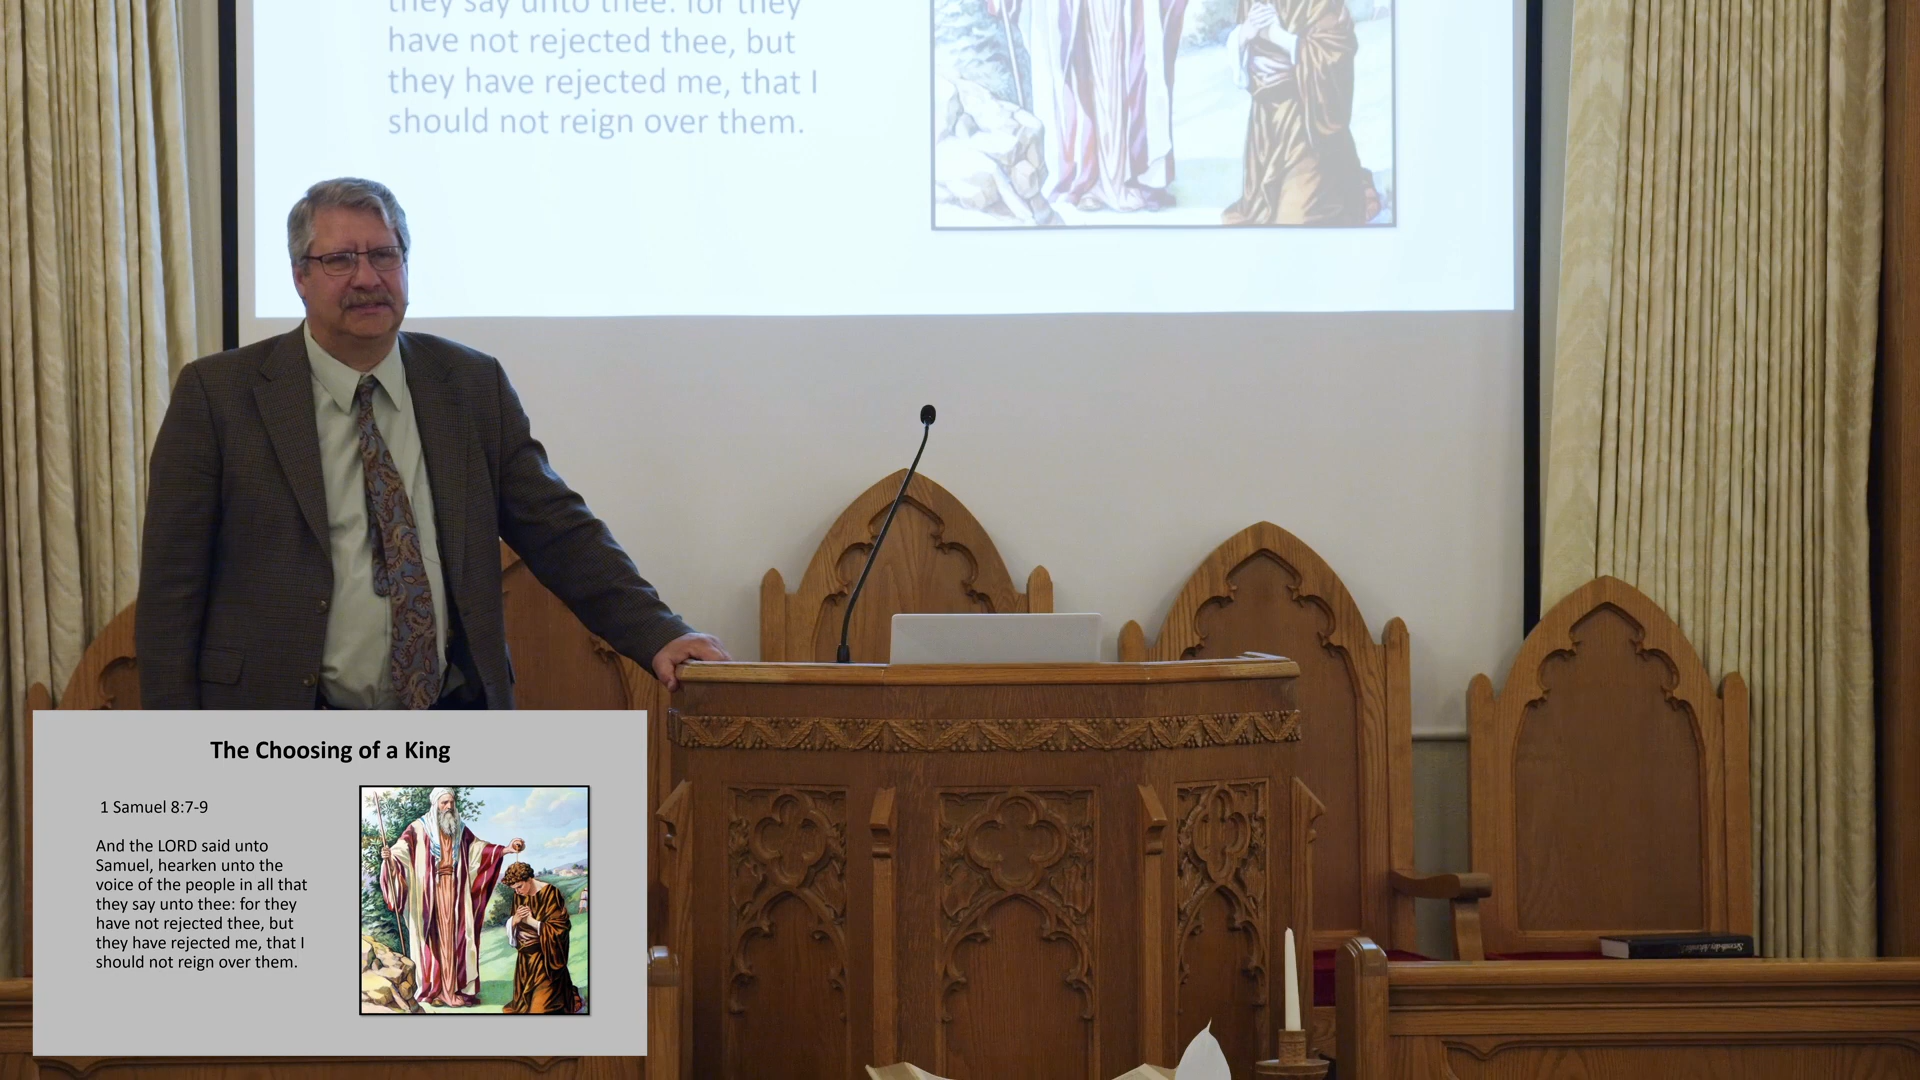 they say unto thee: for they
have not rejected thee, but
they have rejected me, that I
should not reign over them.
The Choosing of a King
1 Samuel 8:7-9
And the LORD said unto
Samuel, hearken unto the
voice of the people in all that
they say unto thee: for they
have not rejected thee, but
they have rejected me, that I
should not reign over them.